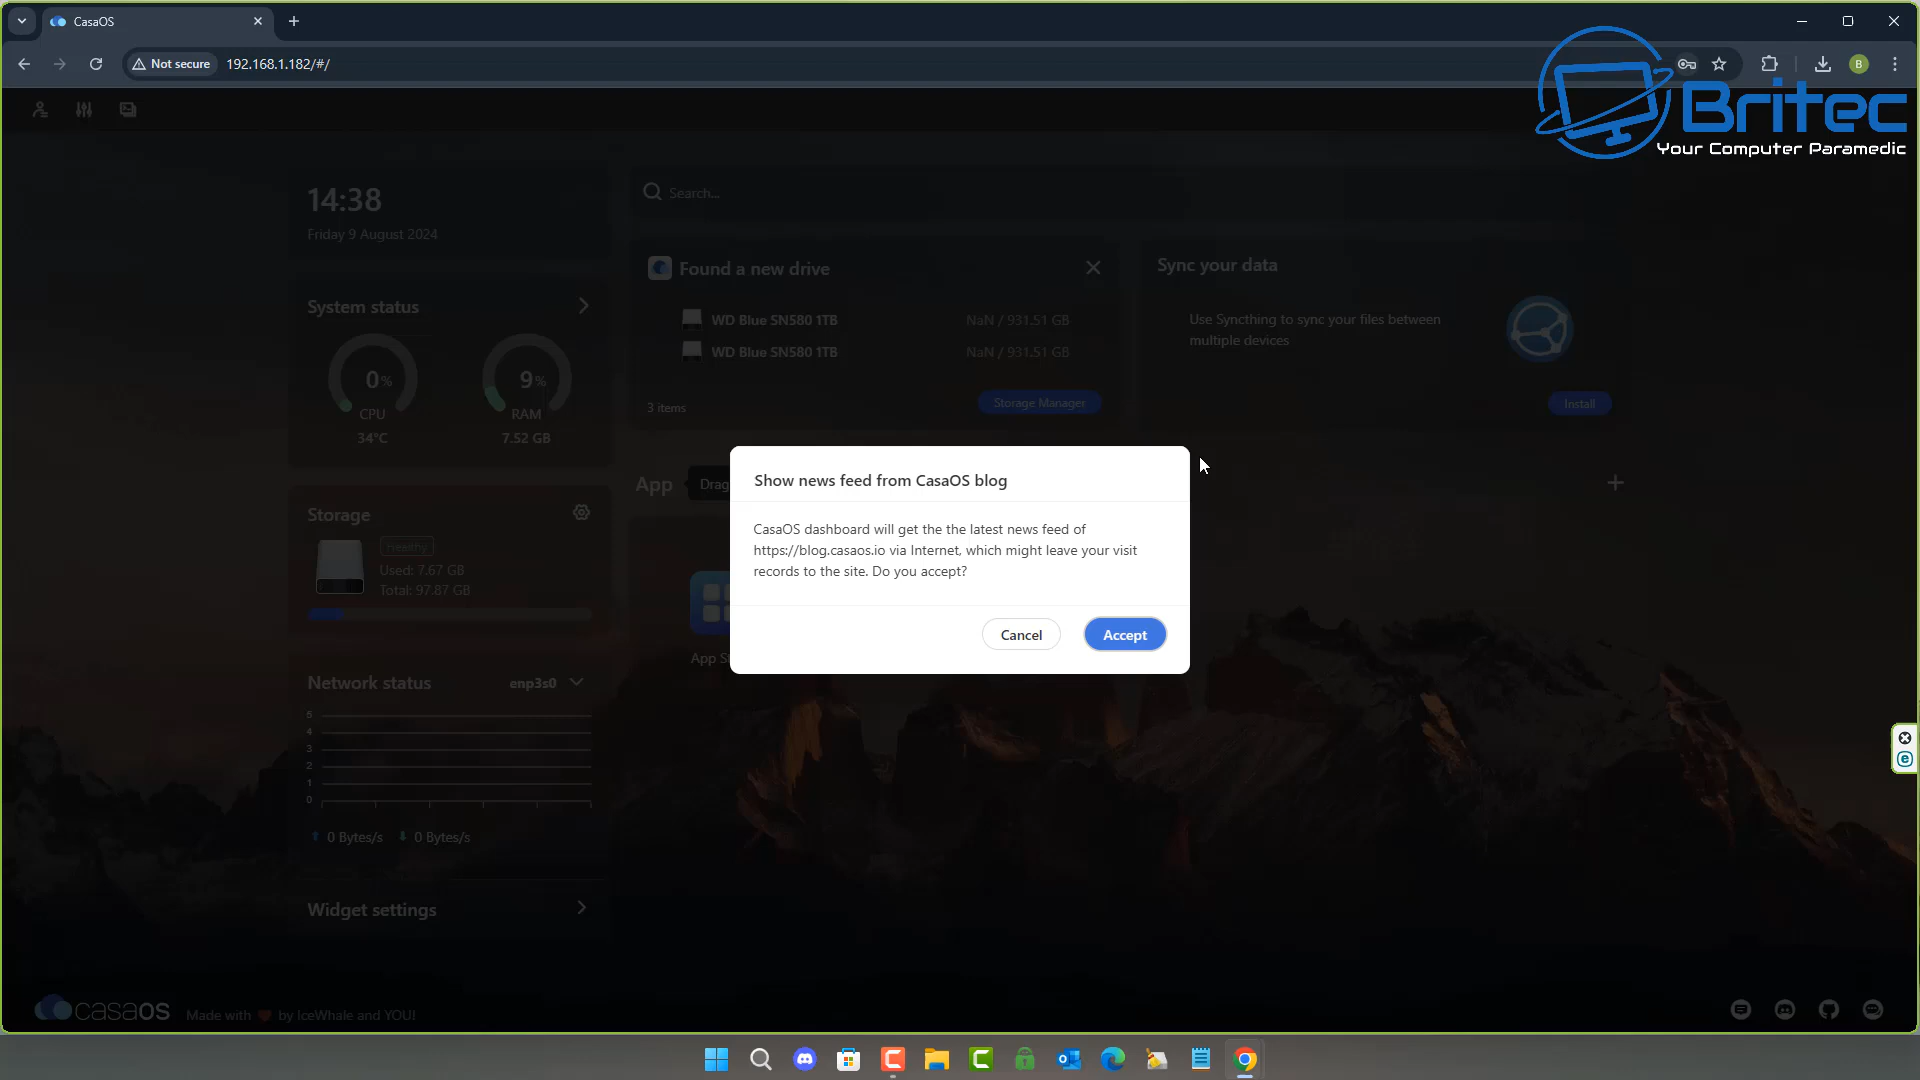 CasaOS
Not secure
192.168.1.182/#/
B
Britec
Your Computer Paramedic
14:38
Friday 9 August 2024
Search...
System status
0%
CPU
34°C
9%
RAM
7.52 GB
Found a new drive
WD Blue SN580 1TB
NaN / 931.51 GB
WD Blue SN580 1TB
NaN / 931.51 GB
3 items
Storage Manager
Sync your data
Use Syncthing to sync your files between
multiple devices
Install
App
Drag
App St
Storage
Healthy
Used: 7.67 GB
Total: 97.87 GB
Show news feed from CasaOS blog
CasaOS dashboard will get the the latest news feed of
https://blog.casaos.io via Internet, which might leave your visit
records to the site. Do you accept?
Cancel
Accept
Network status
enp3s0
5
4
3
2
1
0
0 Bytes/s
0 Bytes/s
Widget settings
casaos
Made with
by IceWhale and YOU!